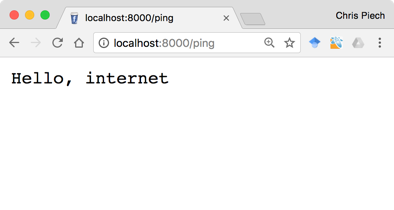 localhost:8000/ping
Chris Piech
localhost:8000/ping
Hello, internet